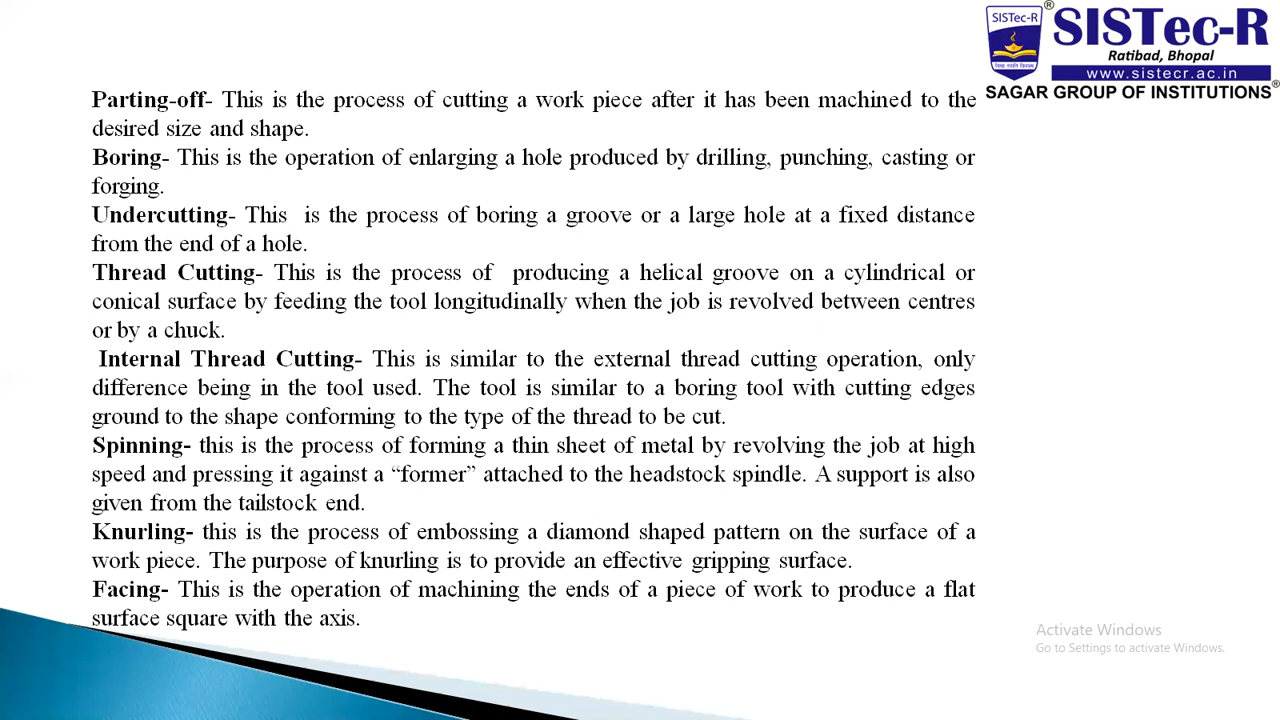 SISTec-R
®
SISTec-R
Ratibad, Bhopal
www.sistecr.ac.in
SAGAR GROUP OF INSTITUTIONS®
Parting-off- This is the process of cutting a work piece after it has been machined to the
desired size and shape.
Boring- This is the operation of enlarging a hole produced by drilling, punching, casting or
forging.
Undercutting- This is the process of boring a groove or a large hole at a fixed distance
from the end of a hole.
Thread Cutting- This is the process of producing a helical groove on a cylindrical or
conical surface by feeding the tool longitudinally when the job is revolved between centres
or by a chuck.
Internal Thread Cutting- This is similar to the external thread cutting operation, only
difference being in the tool used. The tool is similar to a boring tool with cutting edges
ground to the shape conforming to the type of the thread to be cut.
Spinning- this is the process of forming a thin sheet of metal by revolving the job at high
speed and pressing it against a “former” attached to the headstock spindle. A support is also
given from the tailstock end.
Knurling- this is the process of embossing a diamond shaped pattern on the surface of a
work piece. The purpose of knurling is to provide an effective gripping surface.
Facing- This is the operation of machining the ends of a piece of work to produce a flat
surface square with the axis.
Activate Windows
Go to Settings to activate Windows.